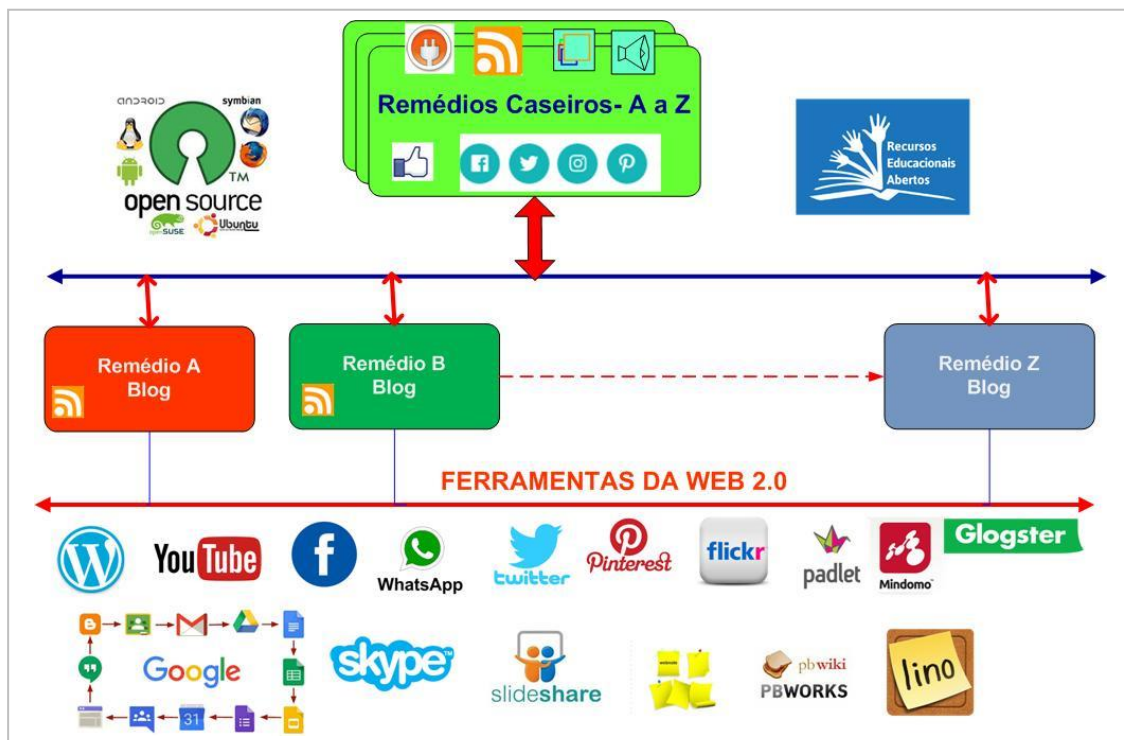 Remédios Caseiros- A a Z
ANDROID
symbian
TM
open source
openSUSE
Ubuntu
Recursos
Educacionais
Abertos
Remédio A
Blog
Remédio B
Blog
Remédio Z
Blog
FERRAMENTAS DA WEB 2.0
YouTube
WhatsApp
twitter
Pinterest
flickr
padlet
Mindomo
Glogster
Google
31
skype
slideshare
pbwiki
PBWORKS
lino